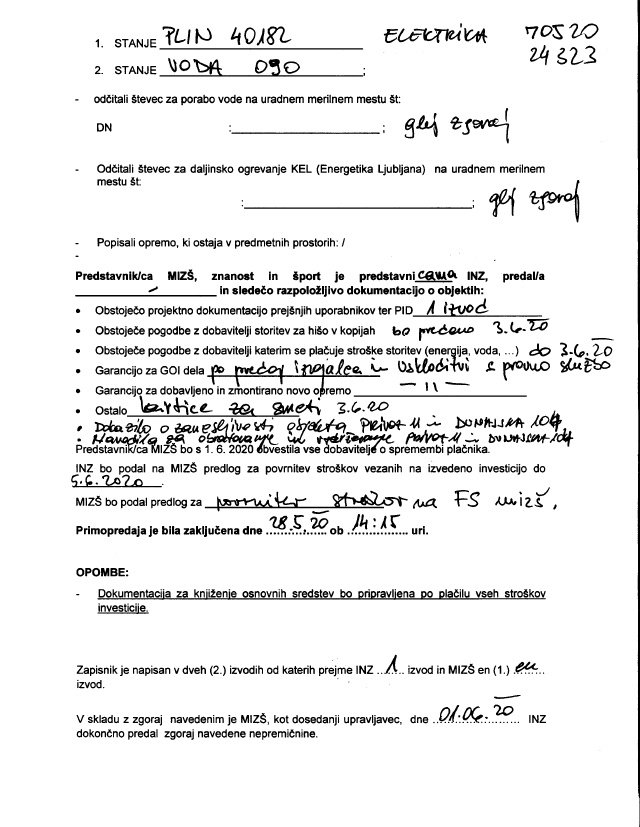 1. STANJE PLIN 40182 ELEKTRIKA 70520
24323
2. STANJE VODA 090 ;
- odčitali števec za porabo vode na uradnem merilnem mestu št:
DN :____________________ ; glej zgoraj
- Odčitali števec za daljinsko ogrevanje KEL (Energetika Ljubljana) na uradnem merilnem
mestu št:
:____________________; glej zgoraj
- Popisali opremo, ki ostaja v predmetnih prostorih: /
-
Predstavnik/ca MIZŠ, znanost in šport je predstavnicama INZ, predal/a
- in sledečo razpoložljivo dokumentacijo o objektih:
• Obstoječo projektno dokumentacijo prejšnjih uporabnikov ter PID 1 izvod
• Obstoječe pogodbe z dobavitelji storitev za hišo v kopijah bo predano 3.6.20
• Obstoječe pogodbe z dobavitelji katerim se plačuje stroške storitev (energija, voda, ...) do 3.6.20
• Garancijo za GOI dela po predaji izvajalca in uskladitvi s pravno službo
• Garancijo za dobavljeno in zmontirano novo opremo — 11 —
• Ostalo kartice za smeti 3.6.20
• Dokazilo o zanesljivosti objekta Privoz 11 in DUNAJSKA 104
• Navodila za obratovanje in vzdrževanje Privoz 11 in DUNAJSKA 104
Predstavnik/ca MIZŠ bo s 1. 6. 2020 obvestila vse dobavitelje o spremembi plačnika.
INZ bo podal na MIZŠ predlog za povrnitev stroškov vezanih na izvedeno investicijo do
5.6.2020.
MIZŠ bo podal predlog za povrnitev stroškov na FS mizš.
Primopredaja je bila zaključena dne 28.5.20 ob 14:15 uri.
OPOMBE:
- Dokumentacija za knjiženje osnovnih sredstev bo pripravljena po plačilu vseh stroškov
investicije.
Zapisnik je napisan v dveh (2.) izvodih od katerih prejme INZ ..1.. izvod in MIZŠ en (1.) en
izvod.
V skladu z zgoraj navedenim je MIZŠ, kot dosedanji upravljavec, dne 01.06.20 INZ
dokončno predal zgoraj navedene nepremičnine.